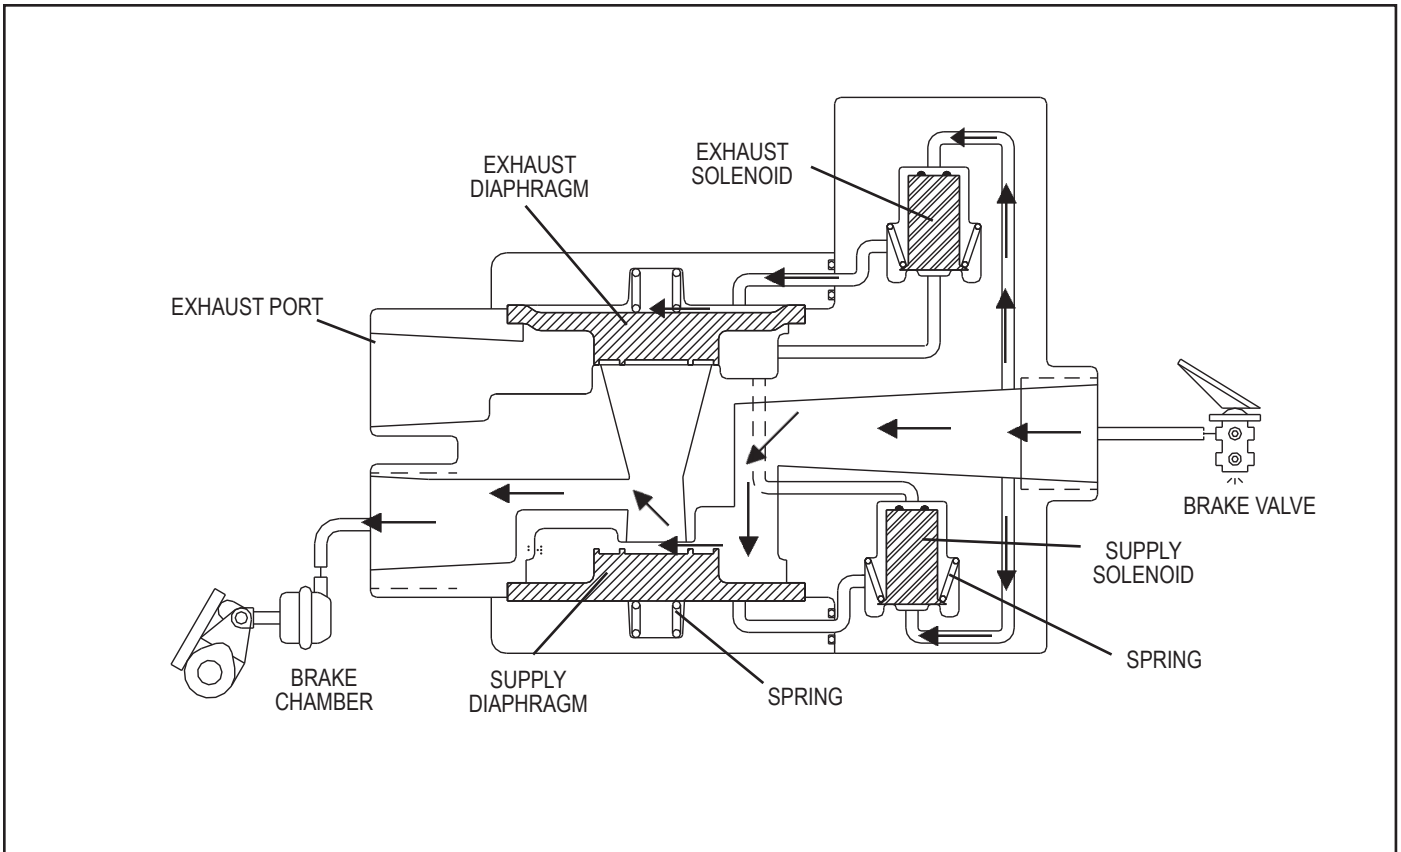 EXHAUST
DIAPHRAGM
EXHAUST
SOLENOID
EXHAUST PORT
BRAKE VALVE
SUPPLY
SOLENOID
SPRING
BRAKE
CHAMBER
SUPPLY
DIAPHRAGM
SPRING